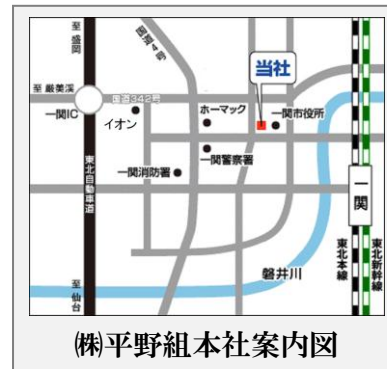 至盛岡
国道4号
当社
至 厳美渓
国道342号
ホーマック
一関市役所
一関IC
イオン
一関警察署
一関消防署
東北自動車道
一関
磐井川
東北本線
東北新幹線
至仙台
㈱平野組本社案内図